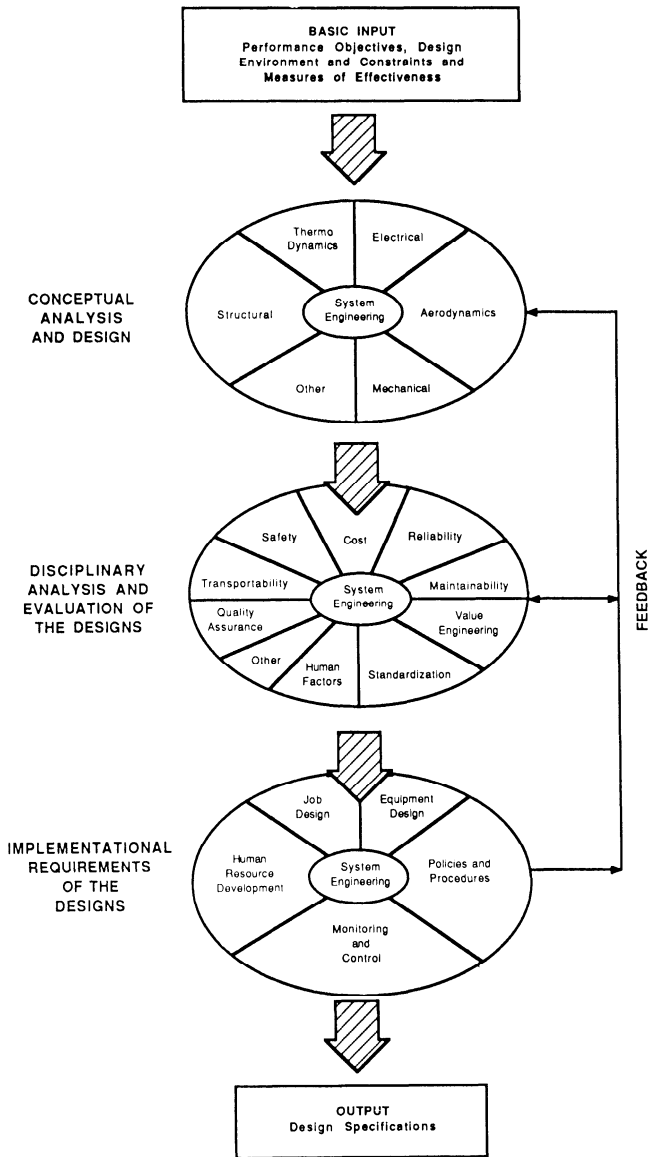 BASIC INPUT
Performance Objectives, Design
Environment and Constraints and
Measures of Effectiveness
CONCEPTUAL
ANALYSIS
AND DESIGN
Thermo
Dynamics
Electrical
Structural
System
Engineering
Aerodynamics
Other
Mechanical
DISCIPLINARY
ANALYSIS AND
EVALUATION OF
THE DESIGNS
Safety
Cost
Reliability
Transportability
System
Engineering
Maintainability
Quality
Assurance
Value
Engineering
Other
Human
Factors
Standardization
FEEDBACK
IMPLEMENTATIONAL
REQUIREMENTS
OF THE
DESIGNS
Job
Design
Equipment
Design
Human
Resource
Development
System
Engineering
Policies and
Procedures
Monitoring
and
Control
OUTPUT
Design Specifications